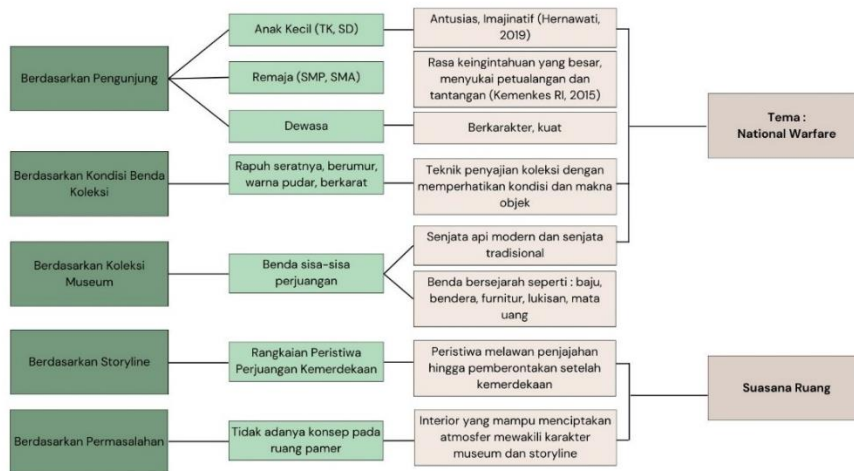 Berdasarkan Pengunjung
Anak Kecil (TK, SD)
Antusias, Imajinatif (Hernawati,
2019)
Remaja (SMP, SMA)
Rasa keingintahuan yang besar,
menyukai petualangan dan
tantangan (Kemenkes RI, 2015)
Dewasa
Berkarakter, kuat
Berdasarkan Kondisi Benda
Koleksi
Rapuh seratnya, berumur,
warna pudar, berkarat
Teknik penyajian koleksi dengan
memperhatikan kondisi dan makna
objek
Berdasarkan Koleksi
Museum
Benda sisa-sisa
perjuangan
Senjata api modern dan senjata
tradisional
Benda bersejarah seperti : baju,
bendera, furnitur, lukisan, mata
uang
Tema :
National Warfare
Berdasarkan Storyline
Rangkaian Peristiwa
Perjuangan Kemerdekaan
Peristiwa melawan penjajahan
hingga pemberontakan setelah
kemerdekaan
Berdasarkan Permasalahan
Tidak adanya konsep pada
ruang pamer
Interior yang mampu menciptakan
atmosfer mewakili karakter
museum dan storyline
Suasana Ruang